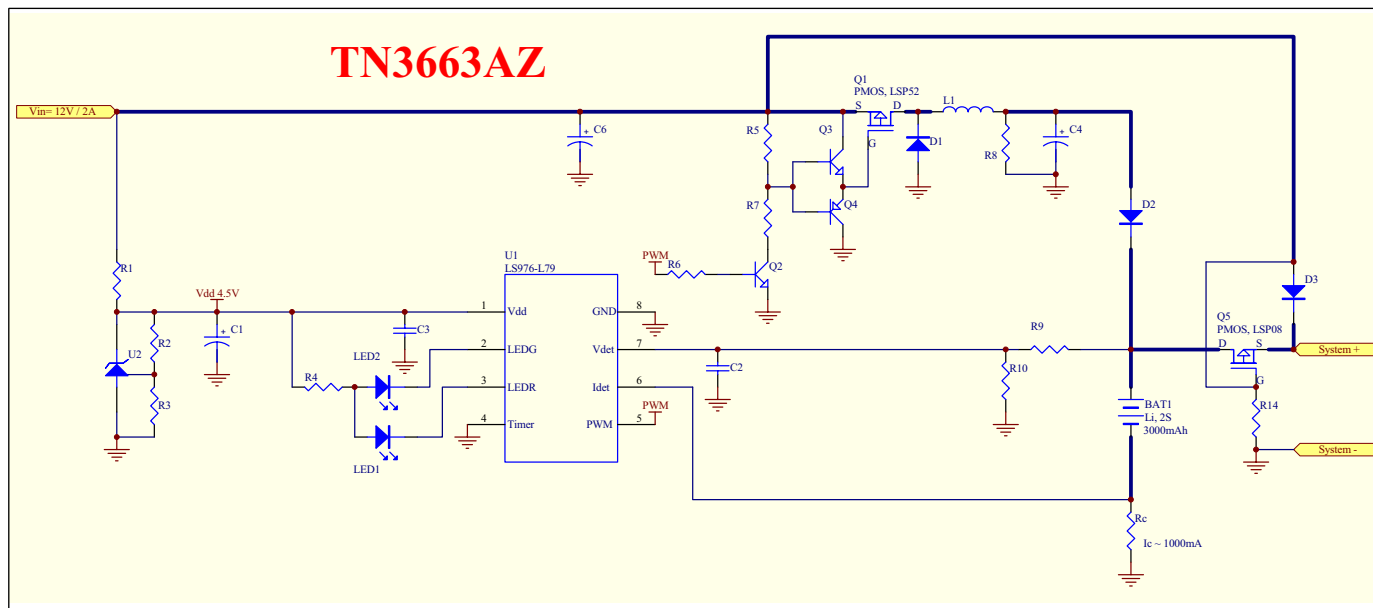 TN3663AZ
Vin= 12V / 2A
Q1
PMOS, LSP52
S
D
G
L1
C6
R5
Q3
D1
R8
C4
R7
Q4
D2
PWM
R6
Q2
U1
LS976-L79
R1
Vdd 4.5V
D3
1
Vdd
GND
8
C1
C3
R2
U2
LED2
2
LEDG
Vdet
7
R9
Q5
PMOS, LSP08
D
S
G
System +
C2
R10
R4
3
LEDR
Idet
6
R3
PWM
BAT1
Li, 2S
3000mAh
R14
4
Timer
PWM
5
System -
LED1
Rc
Ic ~ 1000mA
+
+
+